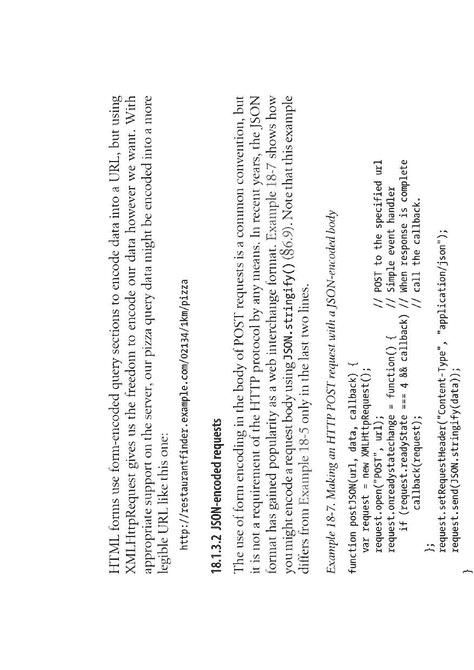 HTML forms use form-encoded query sections to encode data into a URL, but using
XMLHttpRequest gives us the freedom to encode our data however we want. With
appropriate support on the server, our pizza query data might be encoded into a more
legible URL like this one:
http://restaurantfinder.example.com/02134/1km/pizza
18.1.3.2 JSON-encoded requests
The use of form encoding in the body of POST requests is a common convention, but
it is not a requirement of the HTTP protocol by any means. In recent years, the JSON
format has gained popularity as a web interchange format. Example 18-7 shows how
you might encode a request body using JSON.stringify() (§6.9). Note that this example
differs from Example 18-5 only in the last two lines.
Example 18-7. Making an HTTP POST request with a JSON-encoded body
function postJSON(url, data, callback) {
var request = new XMLHttpRequest();
request.open("POST", url); // POST to the specified url
request.onreadystatechange = function() { // Simple event handler
if (request.readyState === 4 && callback) // When response is complete
callback(request); // call the callback.
};
request.setRequestHeader("Content-Type", "application/json");
request.send(JSON.stringify(data));
}